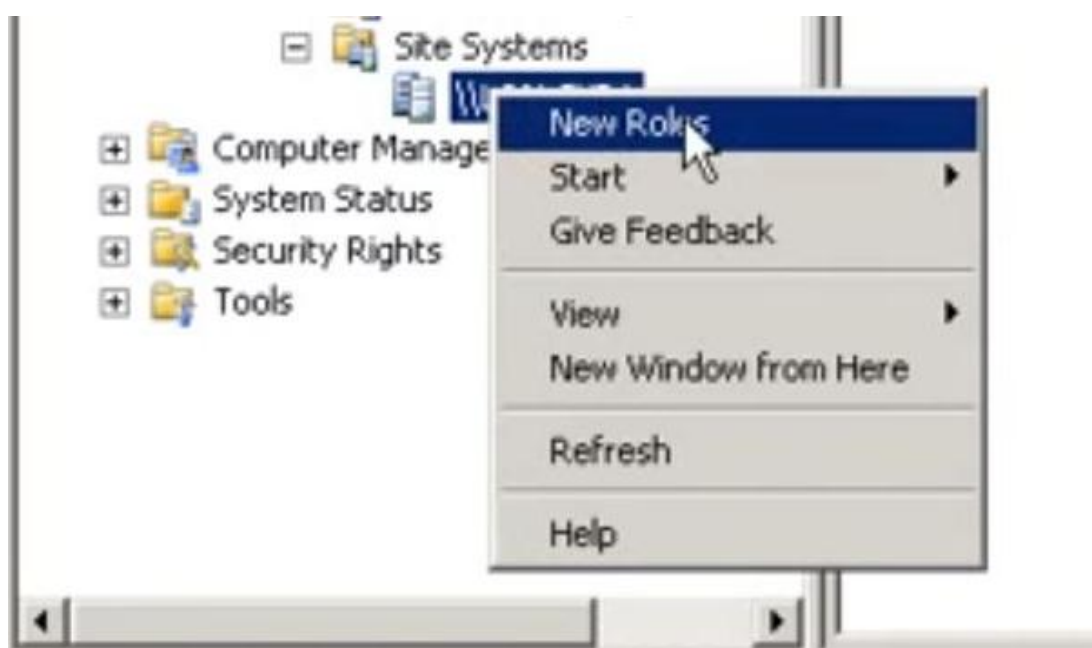 Site Systems
New Roles
Computer Manage
Start
System Status
Give Feedback
Security Rights
Tools
View
New Window from Here
Refresh
Help